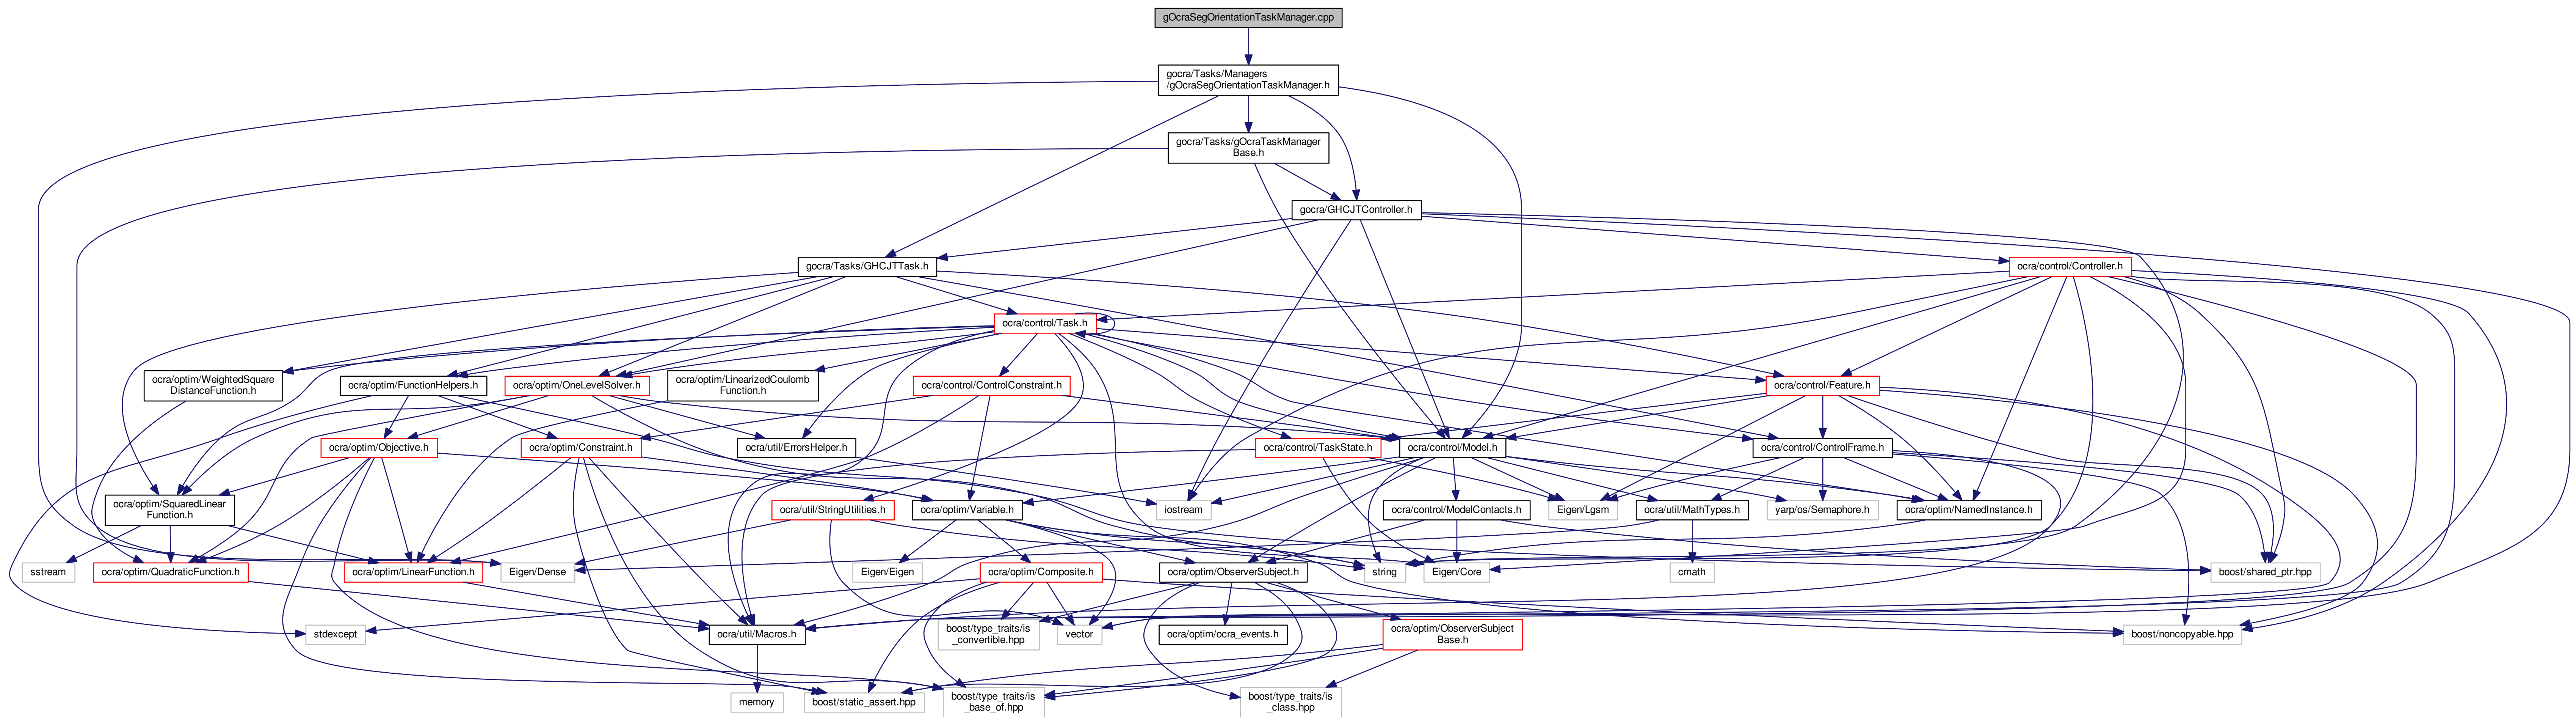 gOcraSegOrientationTaskManager.cpp
gocra/Tasks/Managers
/gOcraSegOrientationTaskManager.h
gocra/Tasks/gOcraTaskManager
Base.h
gocra/GHCJTController.h
gocra/Tasks/GHCJTTask.h
ocra/control/Controller.h
ocra/control/Task.h
ocra/optim/WeightedSquare
DistanceFunction.h
ocra/optim/FunctionHelpers.h
ocra/optim/OneLevelSolver.h
ocra/optim/LinearizedCoulomb
Function.h
ocra/control/ControlConstraint.h
ocra/control/Feature.h
ocra/optim/Objective.h
ocra/optim/Constraint.h
ocra/util/ErrorsHelper.h
ocra/control/TaskState.h
ocra/control/Model.h
ocra/control/ControlFrame.h
ocra/optim/SquaredLinear
Function.h
ocra/util/StringUtilities.h
ocra/optim/Variable.h
iostream
ocra/control/ModelContacts.h
Eigen/Lgsm
ocra/util/MathTypes.h
yarp/os/Semaphore.h
ocra/optim/NamedInstance.h
sstream
ocra/optim/QuadraticFunction.h
ocra/optim/LinearFunction.h
Eigen/Dense
Eigen/Eigen
ocra/optim/Composite.h
ocra/optim/ObserverSubject.h
string
Eigen/Core
cmath
boost/shared_ptr.hpp
stdexcept
ocra/util/Macros.h
boost/type_traits/is
_convertible.hpp
vector
ocra/optim/ocra_events.h
ocra/optim/ObserverSubject
Base.h
boost/noncopyable.hpp
memory
boost/static_assert.hpp
boost/type_traits/is
_base_of.hpp
boost/type_traits/is
_class.hpp